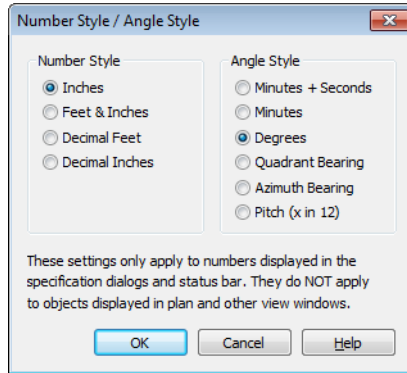 Number Style / Angle Style
Number Style
Inches
Feet & Inches
Decimal Feet
Decimal Inches
Angle Style
Minutes + Seconds
Minutes
Degrees
Quadrant Bearing
Azimuth Bearing
Pitch (x in 12)
These settings only apply to numbers displayed in the
specification dialogs and status bar. They do NOT apply
to objects displayed in plan and other view windows.
OK
Cancel
Help